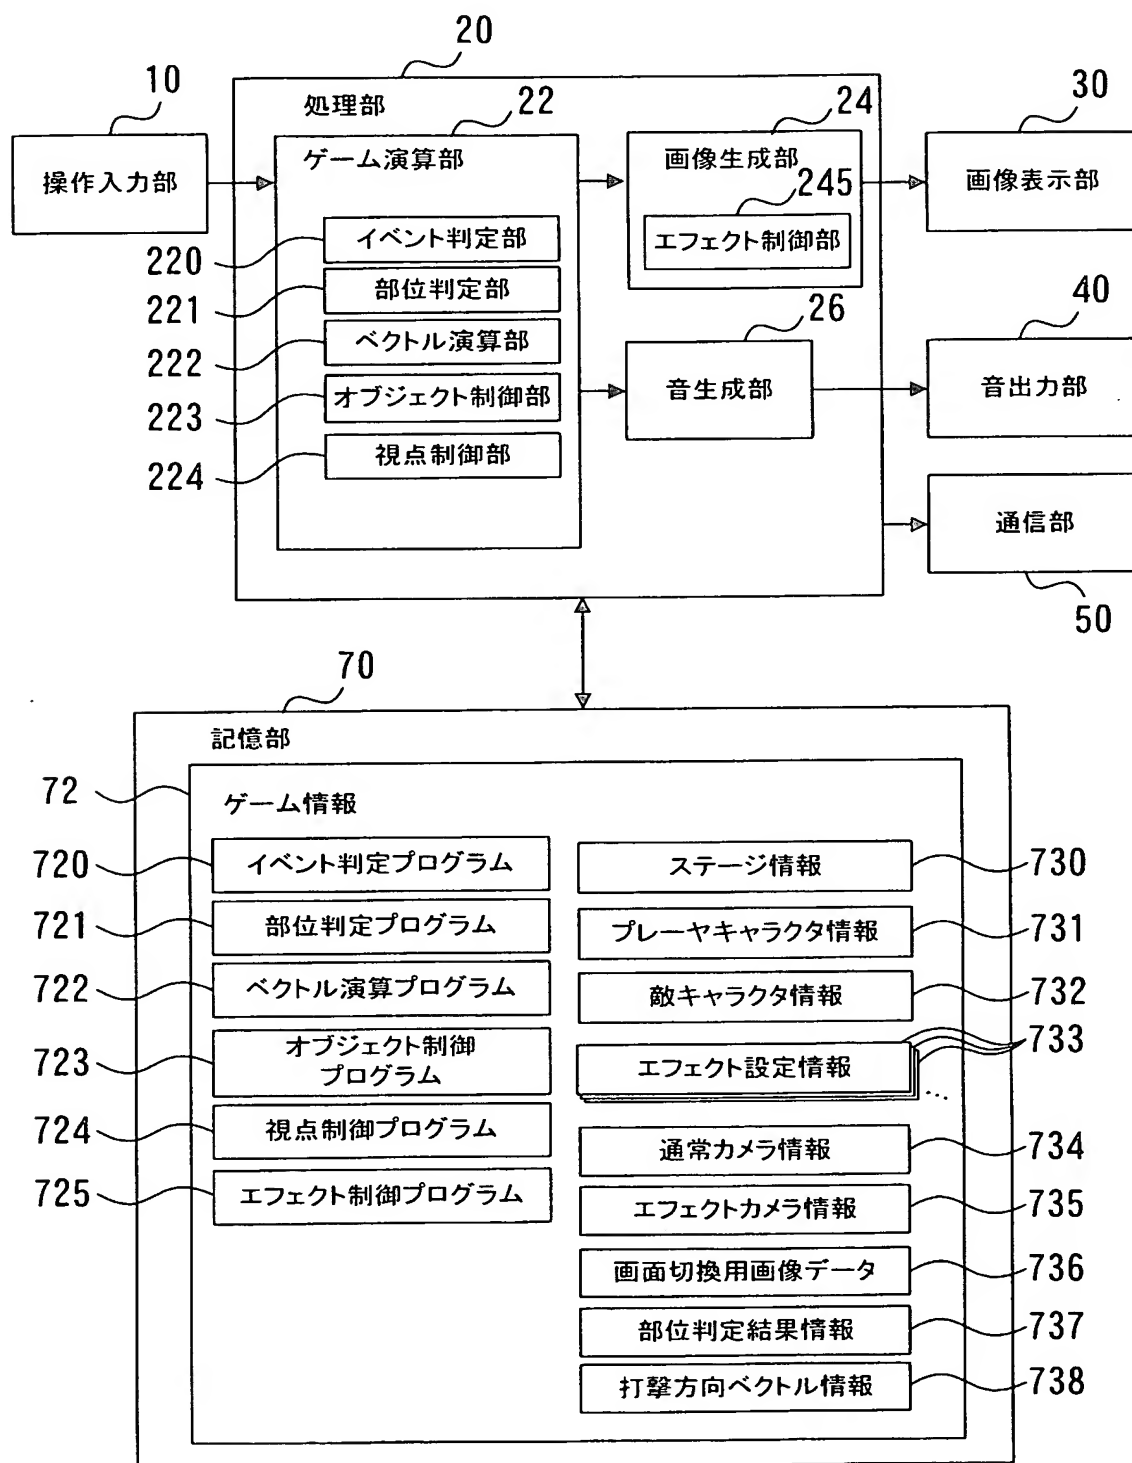 20
10
処理部
22
24
30
操作入力部
ゲーム演算部
画像生成部
画像表示部
245
エフェクト制御部
220
イベント判定部
221
部位判定部
222
ベクトル演算部
26
40
223
オブジェクト制御部
音生成部
音出力部
224
視点制御部
通信部
50
70
記憶部
72
ゲーム情報
720
イベント判定プログラム
721
部位判定プログラム
722
ベクトル演算プログラム
723
オブジェクト制御
プログラム
724
視点制御プログラム
725
エフェクト制御プログラム
ステージ情報
730
プレーヤキャラクタ情報
731
敵キャラクタ情報
732
エフェクト設定情報
733
...
通常カメラ情報
734
エフェクトカメラ情報
735
画面切換用画像データ
736
部位判定結果情報
737
打撃方向ベクトル情報
738